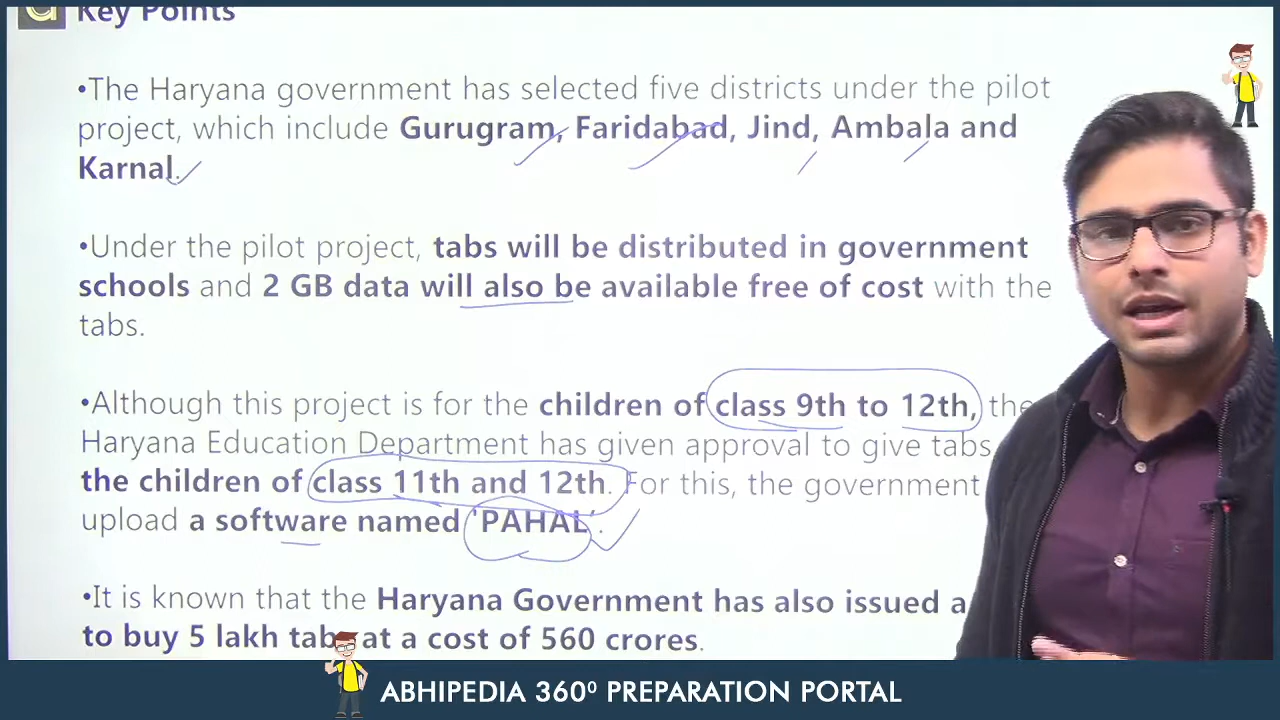 Key Points
•The Haryana government has selected five districts under the pilot
project, which include Gurugram, Faridabad, Jind, Ambala and
Karnal.
•Under the pilot project, tabs will be distributed in government
schools and 2 GB data will also be available free of cost with the
tabs.
•Although this project is for the children of class 9th to 12th, the
Haryana Education Department has given approval to give tabs
the children of class 11th and 12th. For this, the government
upload a software named 'PAHAL'.
•It is known that the Haryana Government has also issued a
to buy 5 lakh tabs at a cost of 560 crores.
ABHIPEDIA 360⁰ PREPARATION PORTAL